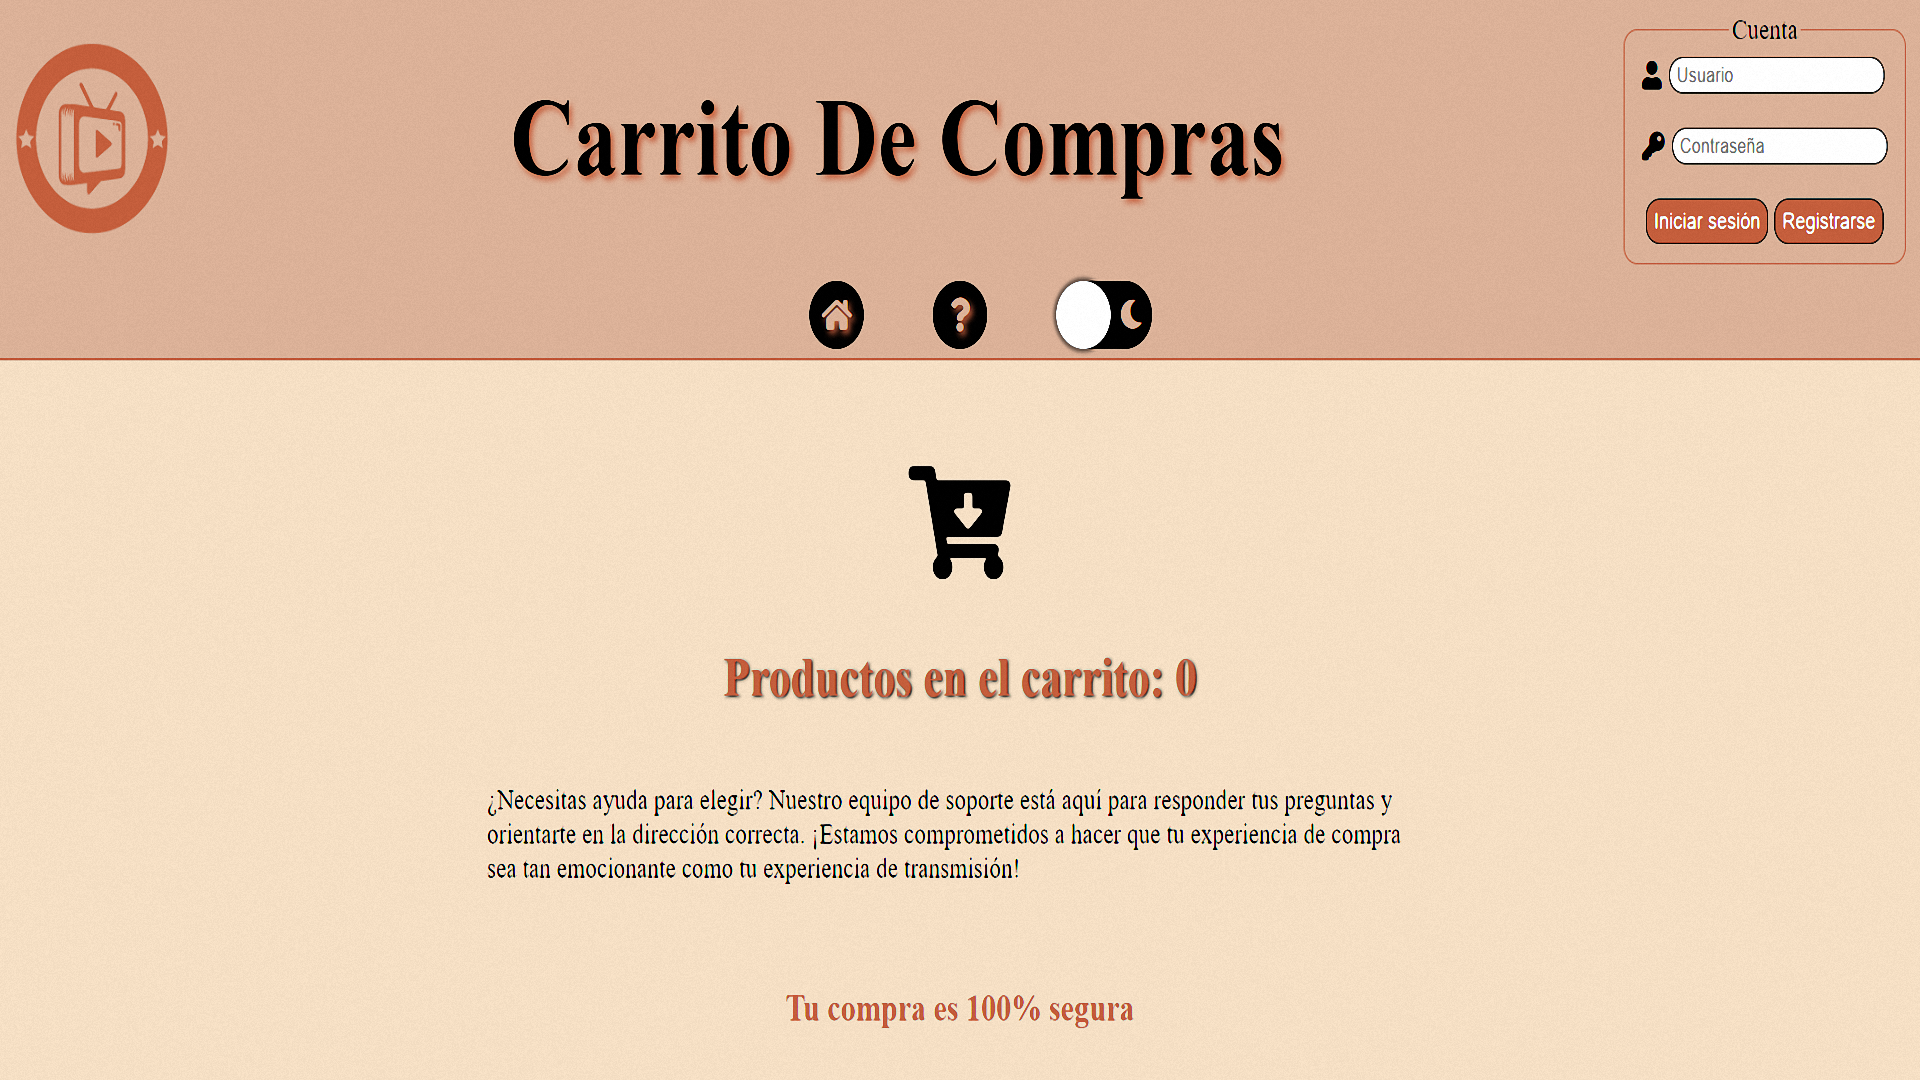 Carrito De Compras
Cuenta
Usuario
Contraseña
Iniciar sesión Registrarse
?
Productos en el carrito: 0
¿Necesitas ayuda para elegir? Nuestro equipo de soporte está aquí para responder tus preguntas y
orientarte en la dirección correcta. ¡Estamos comprometidos a hacer que tu experiencia de compra
sea tan emocionante como tu experiencia de transmisión!
Tu compra es 100% segura